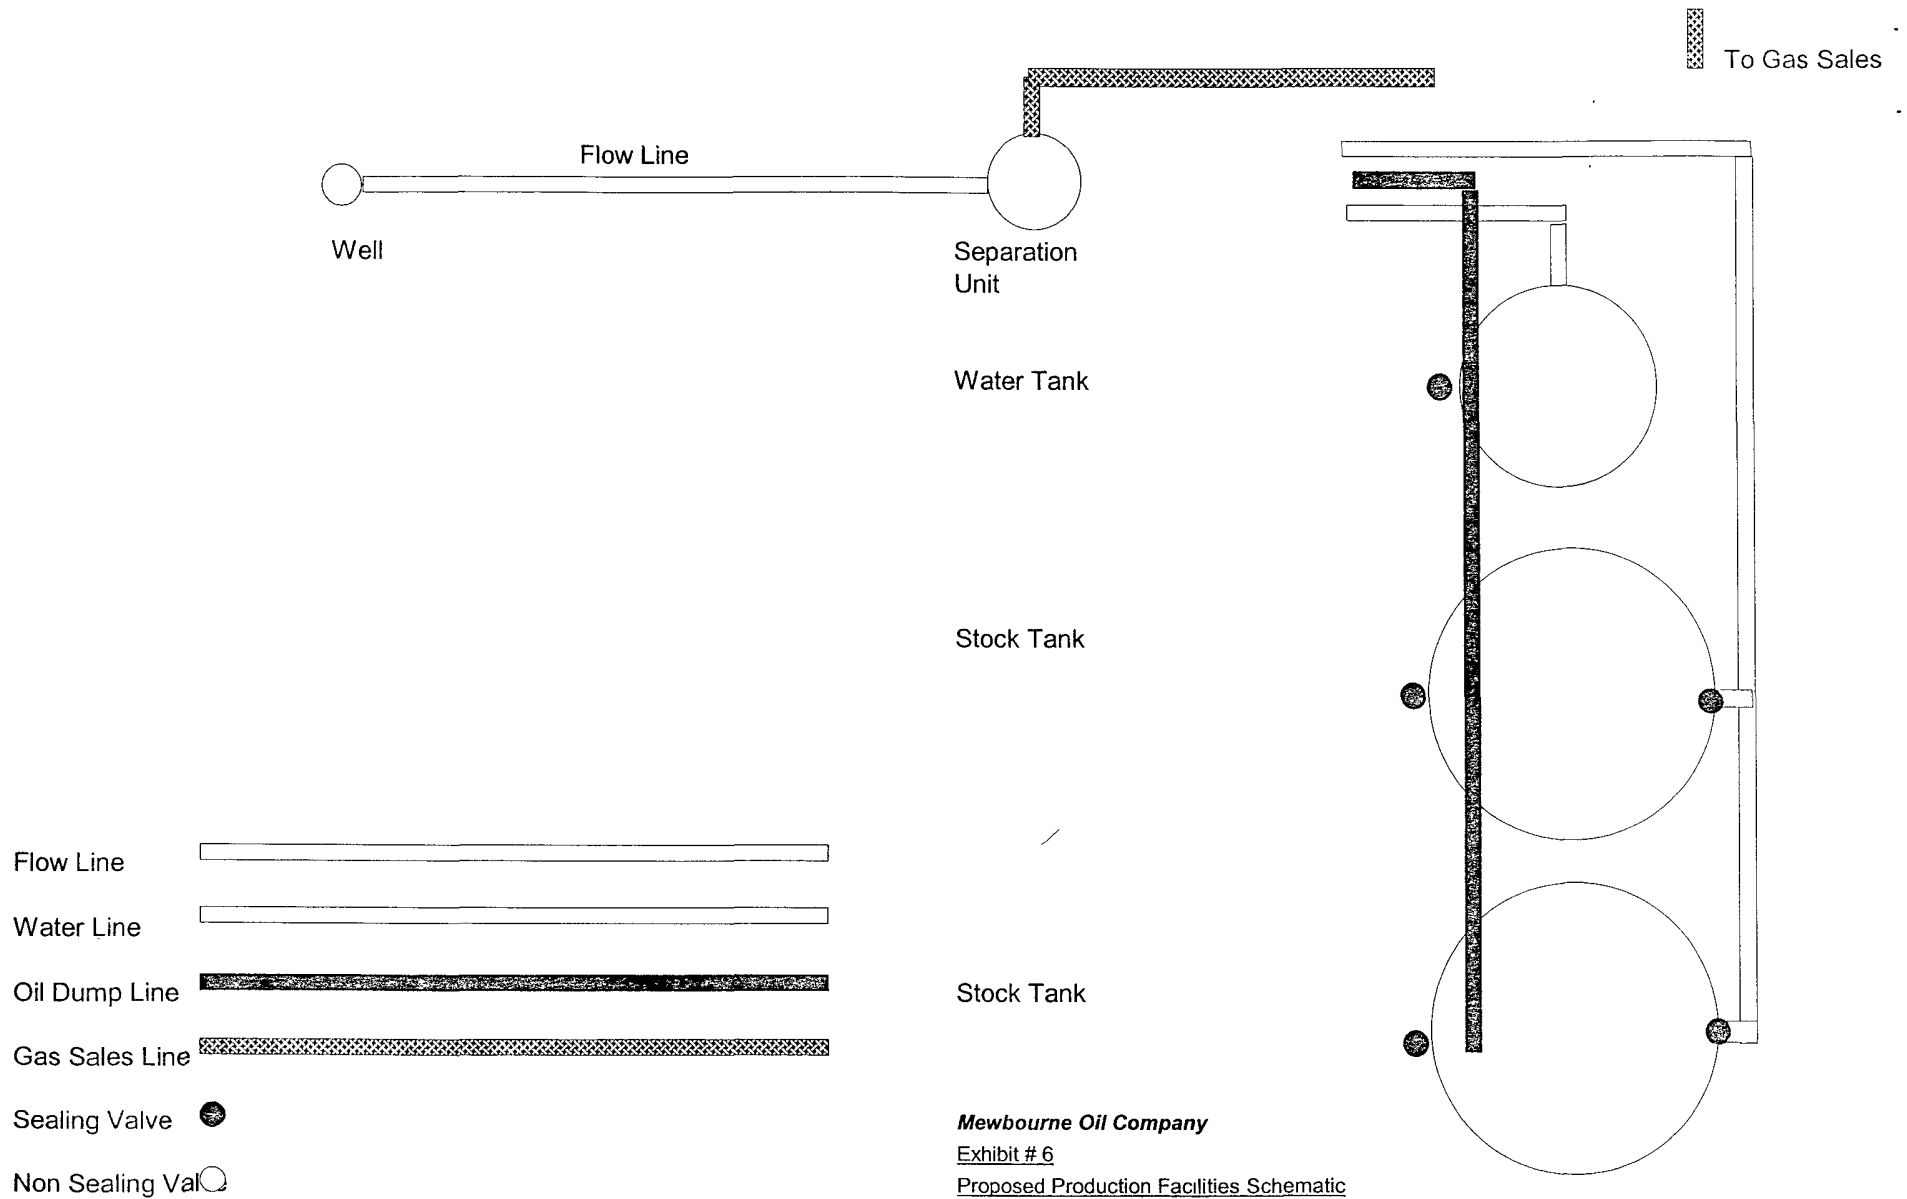 To Gas Sales
Flow Line
Well
Separation
Unit
Water Tank
Stock Tank
Stock Tank
Flow Line
Water Line
Oil Dump Line
Gas Sales Line
Sealing Valve
Non Sealing Val
Mewbourne Oil Company
Exhibit # 6
Proposed Production Facilities Schematic